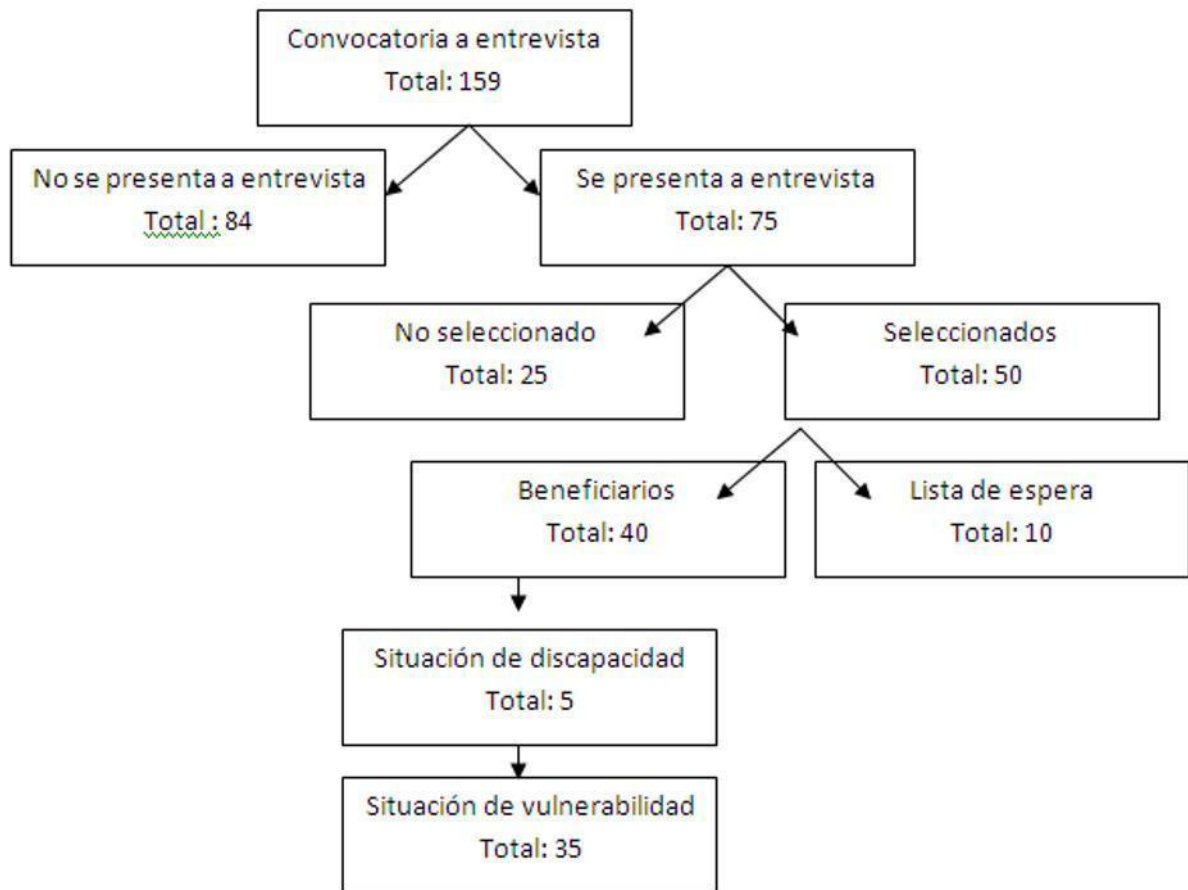 Convocatoria a entrevista
Total: 159
No se presenta a entrevista
Total : 84
Se presenta a entrevista
Total: 75
No seleccionado
Total: 25
Seleccionados
Total: 50
Beneficiarios
Total: 40
Lista de espera
Total: 10
Situación de discapacidad
Total: 5
Situación de vulnerabilidad
Total: 35